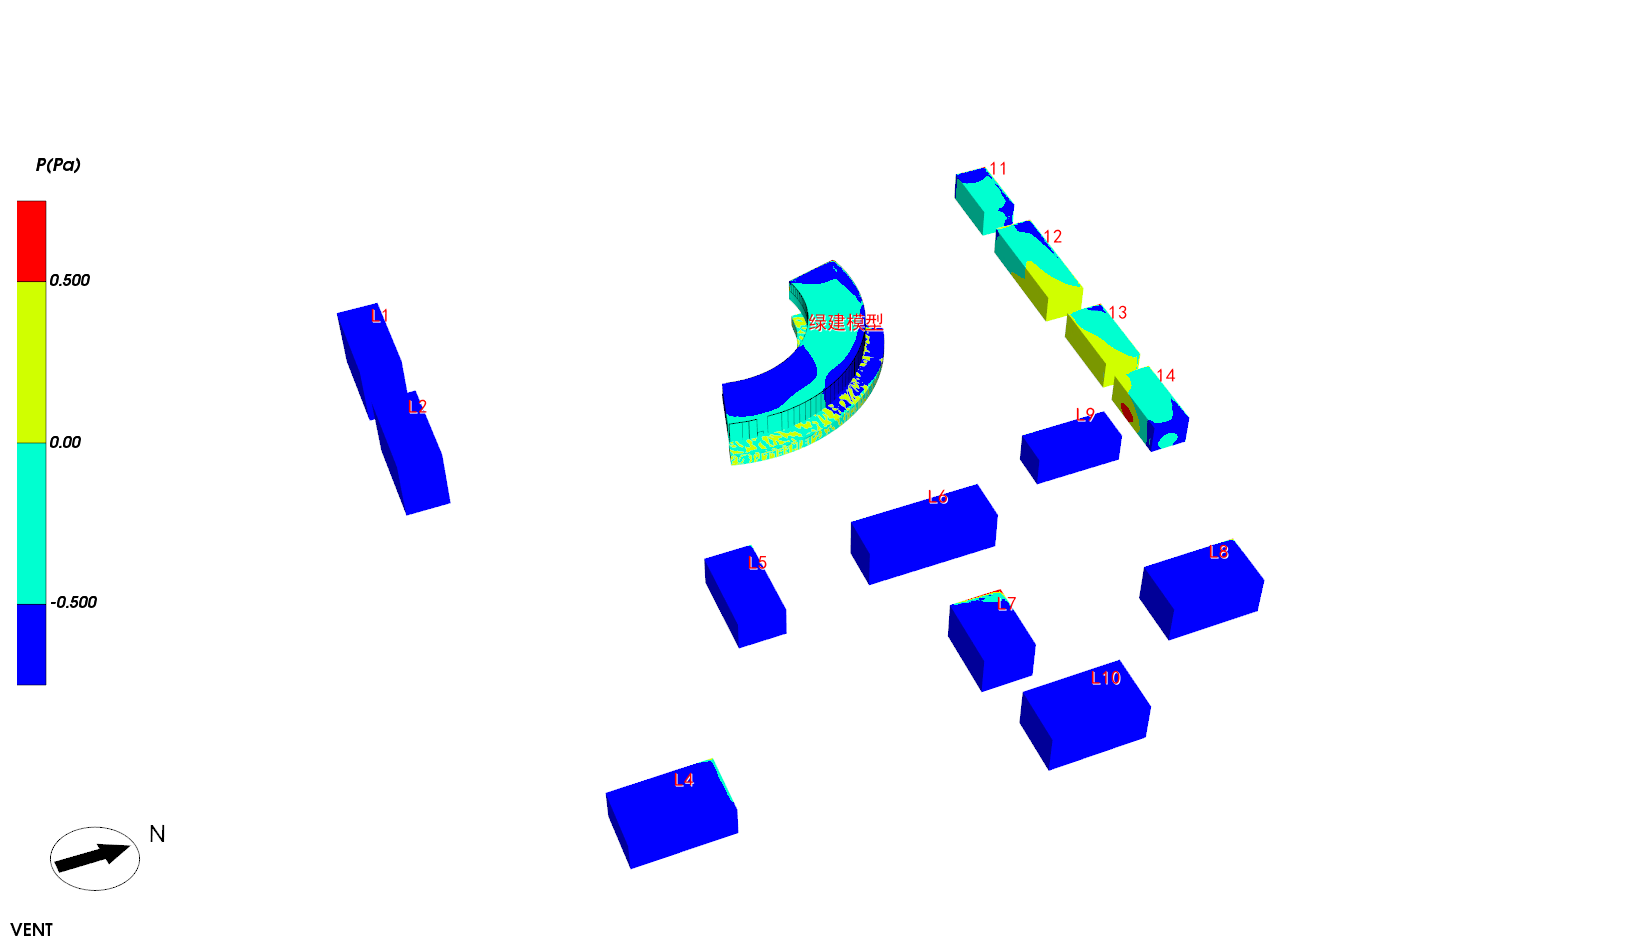 P(Pa)
0.500
0.00
-0.500
11
12
13
14
L1
L2
绿建模型
L9
L6
L5
L8
L7
L10
L4
N
VENT